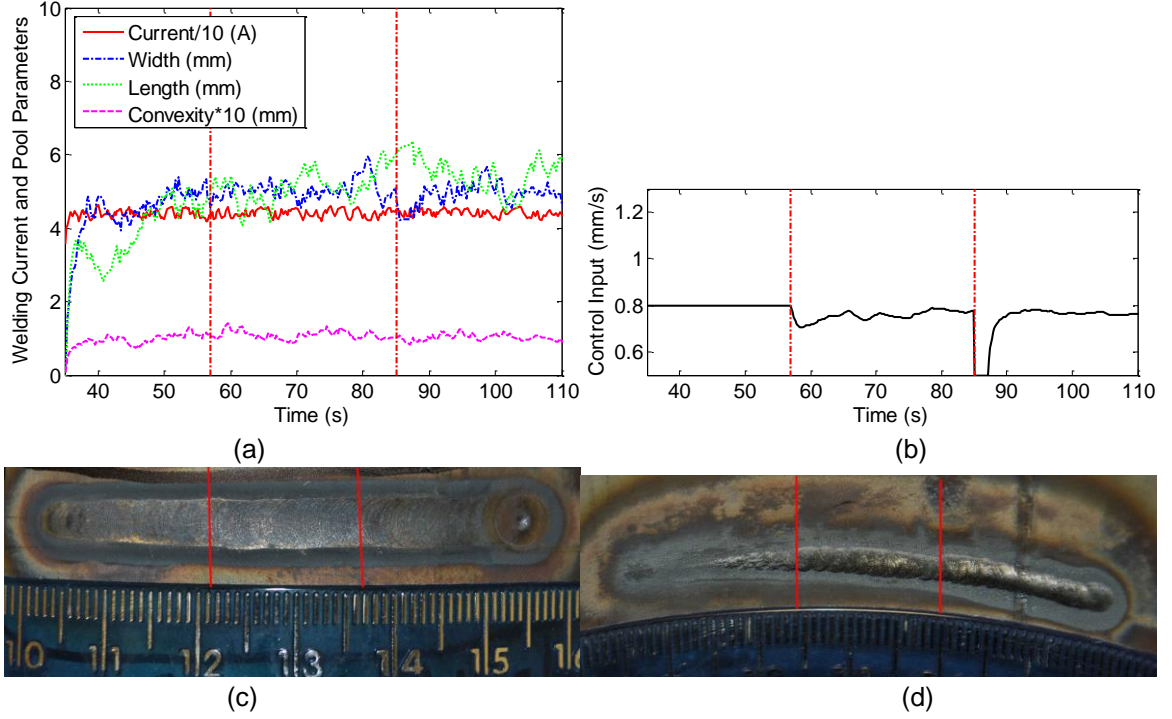 Welding Current and Pool Parameters
10
8
6
4
2
0
Current/10 (A)
Width (mm)
Length (mm)
Convexity*10 (mm)
40 50 60 70 80 90 100 110
Time (s)
(a)
Control Input (mm/s)
1.2
1
0.8
0.6
40 50 60 70 80 90 100 110
Time (s)
(b)
10 11 12 13 14 15
(c)
(d)